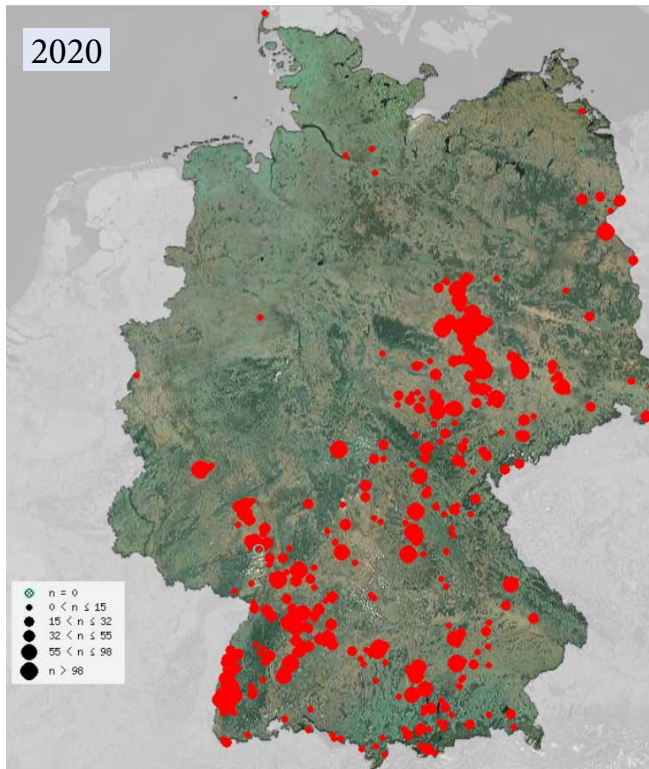 2020
n = 0
0 < n ≤ 15
15 < n ≤ 32
32 < n ≤ 55
55 < n ≤ 98
n > 98